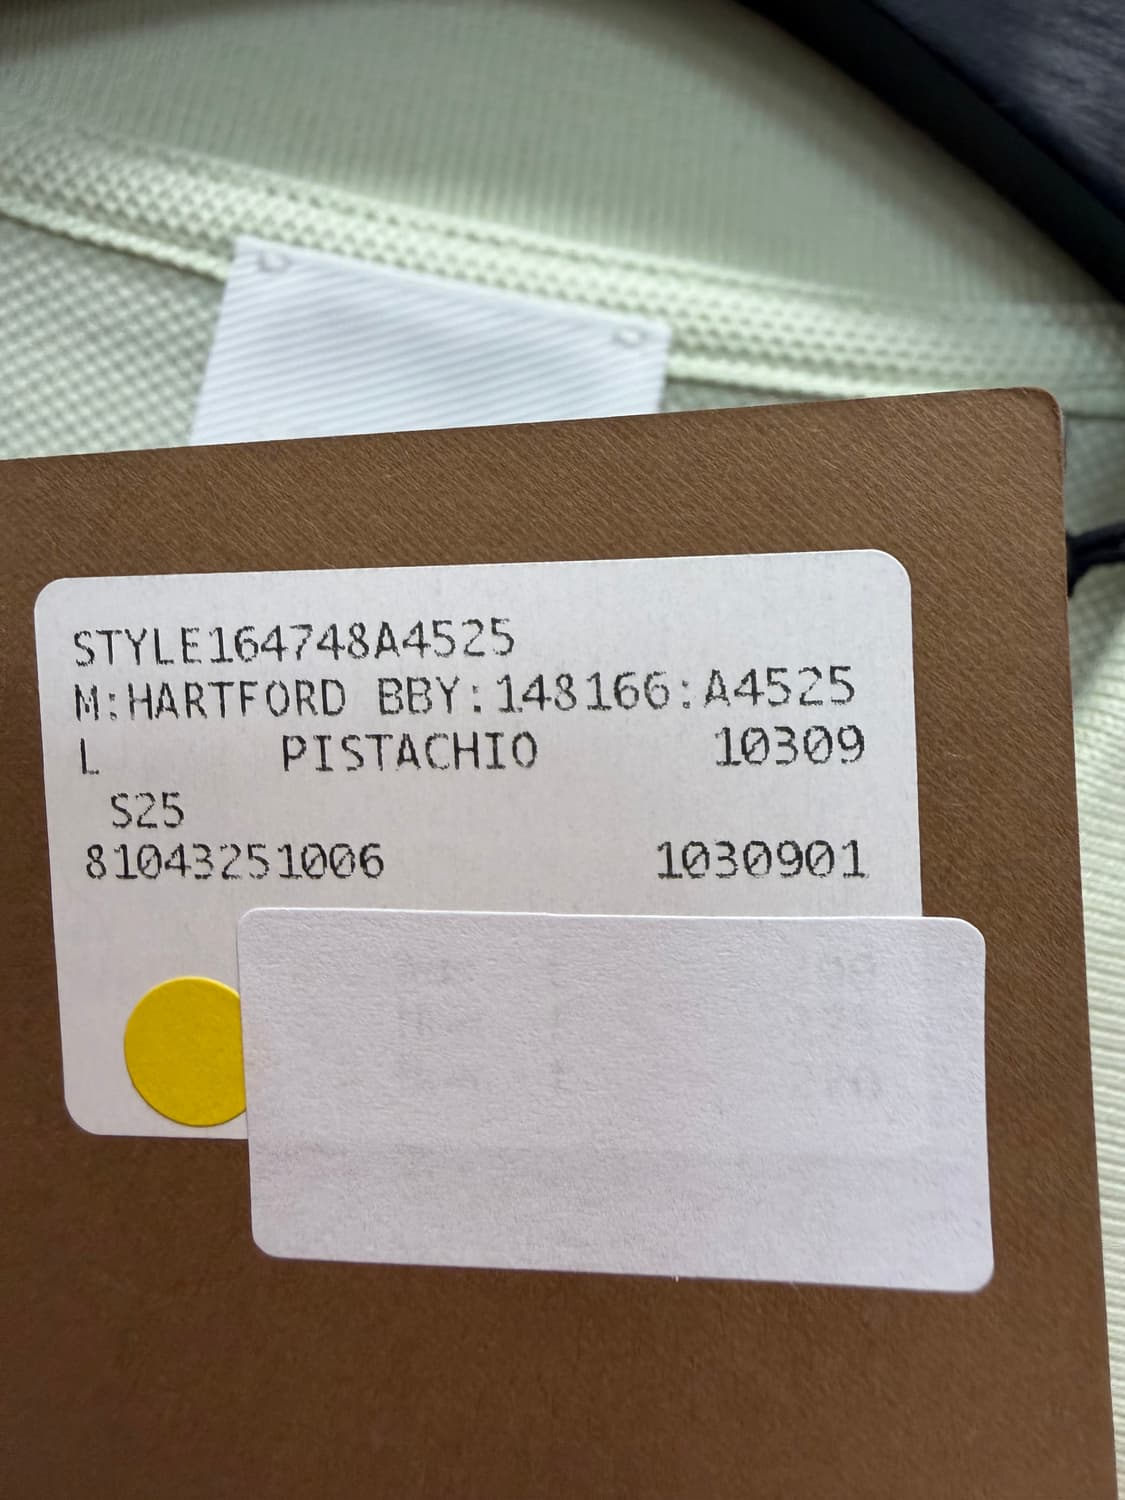 STYLE164748A4525
M:HARTFORD BBY:148166:A4525
L PISTACHIO 10309
S25
81043251006 1030901